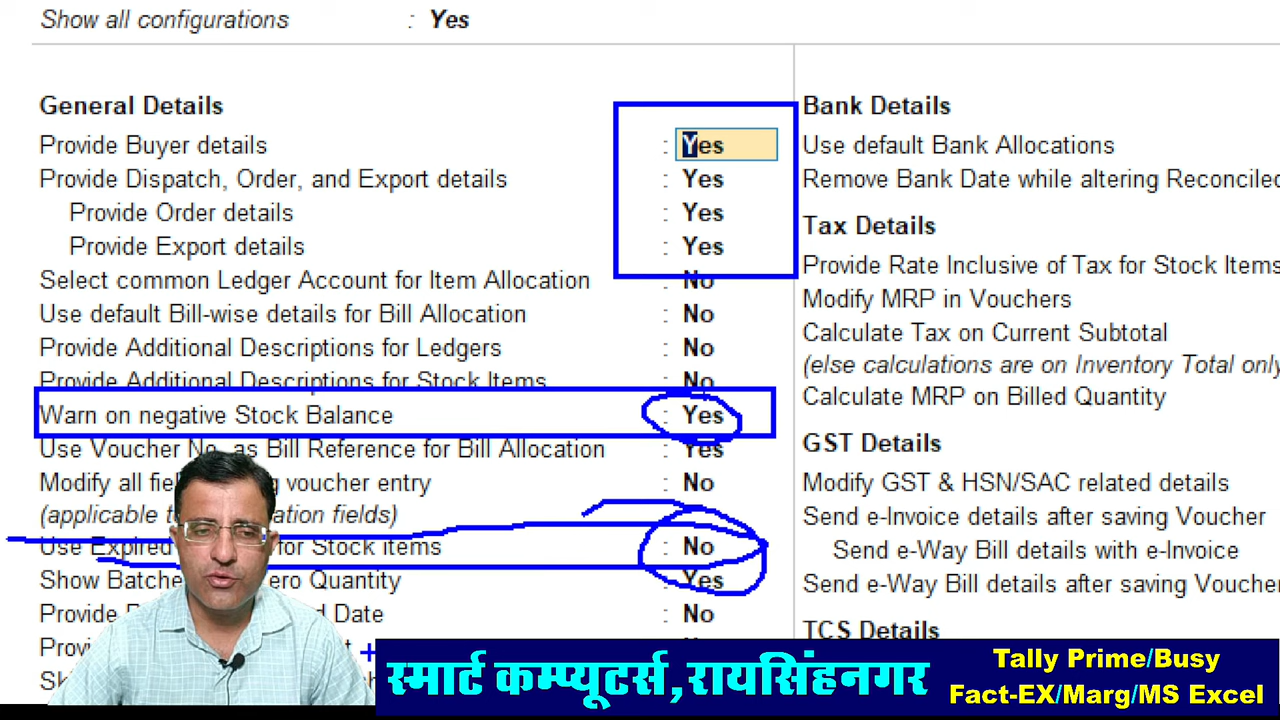 Show all configurations : Yes
General Details
Provide Buyer details : Yes
Provide Dispatch, Order, and Export details : Yes
Provide Order details : Yes
Provide Export details : Yes
Select common Ledger Account for Item Allocation : No
Use default Bill-wise details for Bill Allocation : No
Provide Additional Descriptions for Ledgers : No
Provide Additional Descriptions for Stock Items : No
Warn on negative Stock Balance : Yes
Use Voucher No. as Bill Reference for Bill Allocation : Yes
Modify all voucher entry : No
(applicable fields)
Use Expired for Stock items : No
Show Quantity : Yes
Date : No
Bank Details
Use default Bank Allocations
Remove Bank Date while altering Reconciled
Tax Details
Provide Rate Inclusive of Tax for Stock Items
Modify MRP in Vouchers
Calculate Tax on Current Subtotal
(else calculations are on Inventory Total only
Calculate MRP on Billed Quantity
GST Details
Modify GST & HSN/SAC related details
Send e-Invoice details after saving Voucher
Send e-Way Bill details with e-Invoice
Send e-Way Bill details after saving Voucher
TCS Details
स्मार्ट कम्प्यूटर्स,रायसिंहनगर
Tally Prime/Busy
Fact-EX/Marg/MS Excel